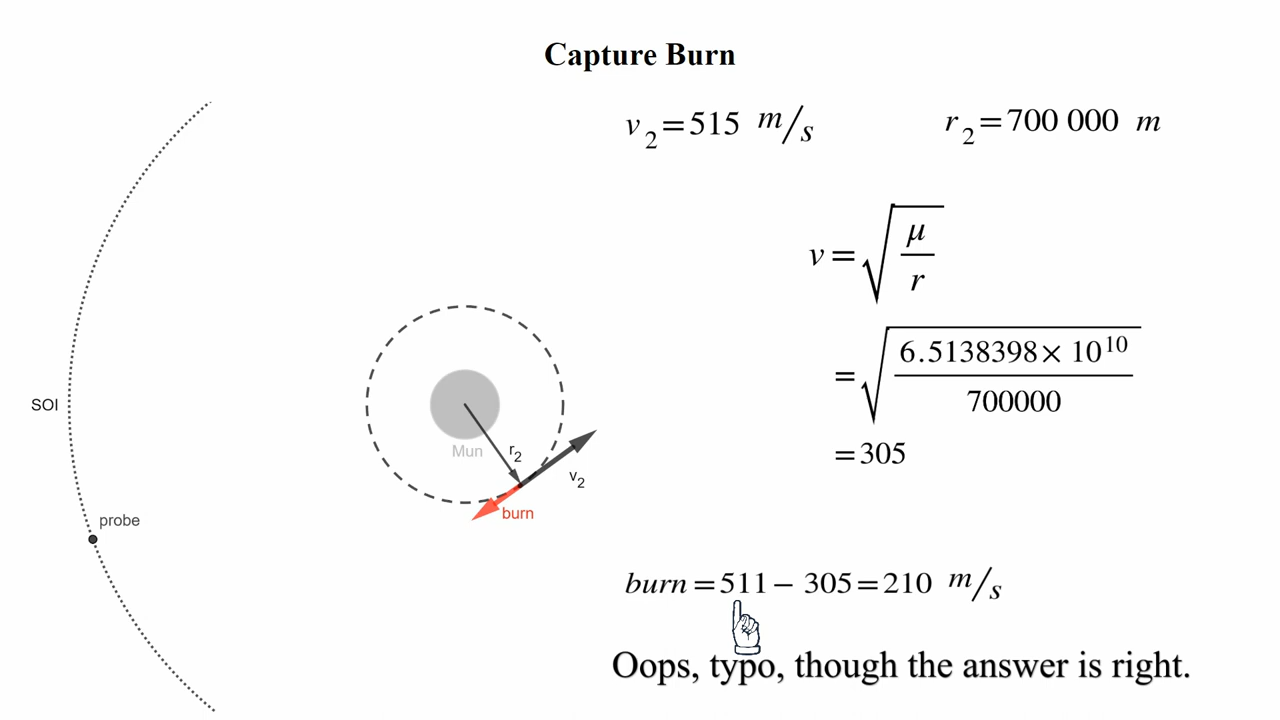 Capture Burn
v2=515 m/s
r2=700 000 m
v=√(μ/r)
=√(6.5138398×10^10/700000)
=305
SOI
Mun
r2
v2
burn
probe
burn=511− 305=210 m/s
Oops, typo, though the answer is right.